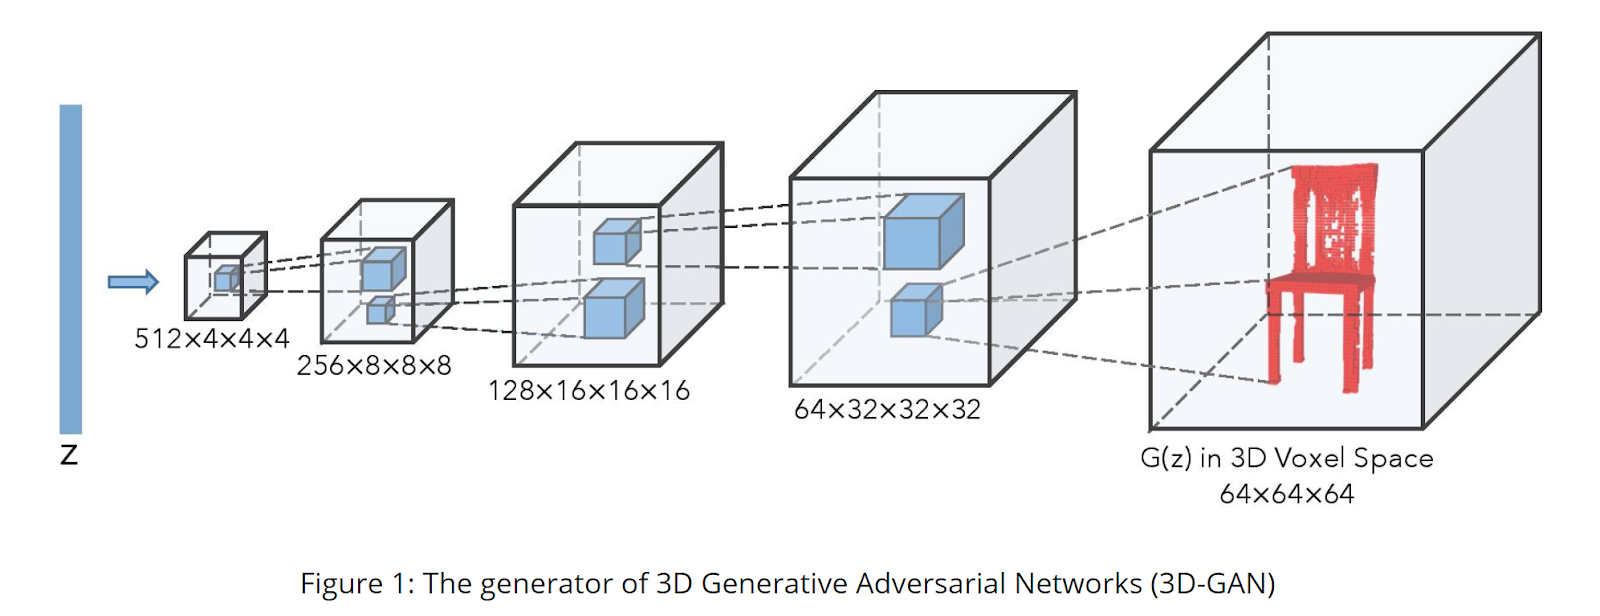 z
512×4×4×4
256×8×8×8
128×16×16×16
64×32×32×32
G(z) in 3D Voxel Space
64×64×64
Figure 1: The generator of 3D Generative Adversarial Networks (3D-GAN)